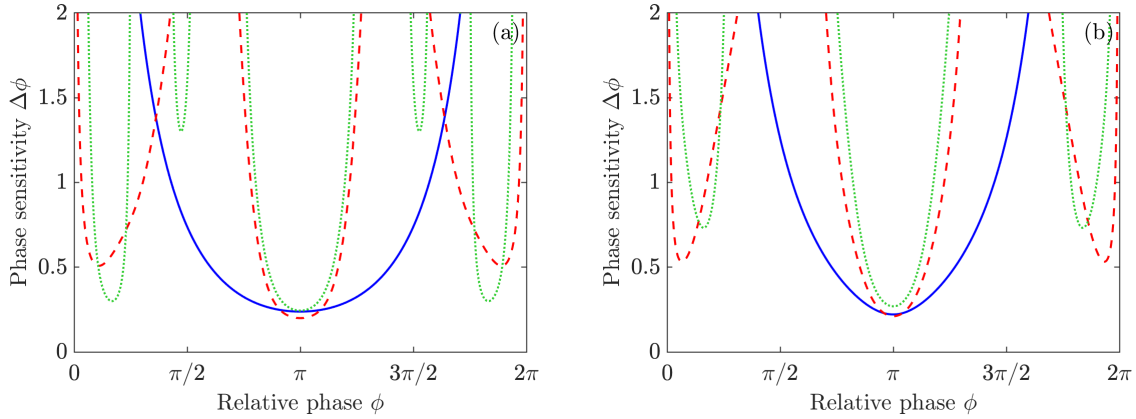 (a)
Phase sensitivity Δϕ
2
1.5
1
0.5
0
0 π/2 π 3π/2 2π
Relative phase ϕ
(b)
Phase sensitivity Δϕ
2
1.5
1
0.5
0
0 π/2 π 3π/2 2π
Relative phase ϕ